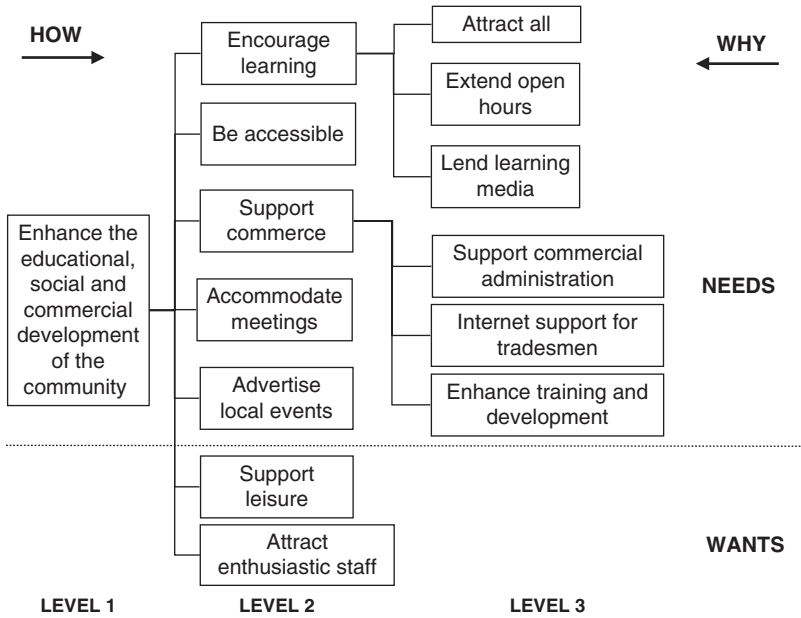 HOW
WHY
Enhance the
educational,
social and
commercial
development
of the
community
Encourage
learning
Be accessible
Support
commerce
Accommodate
meetings
Advertise
local events
Support
leisure
Attract
enthusiastic staff
Attract all
Extend open
hours
Lend learning
media
Support commercial
administration
Internet support for
tradesmen
Enhance training and
development
NEEDS
WANTS
LEVEL 1
LEVEL 2
LEVEL 3